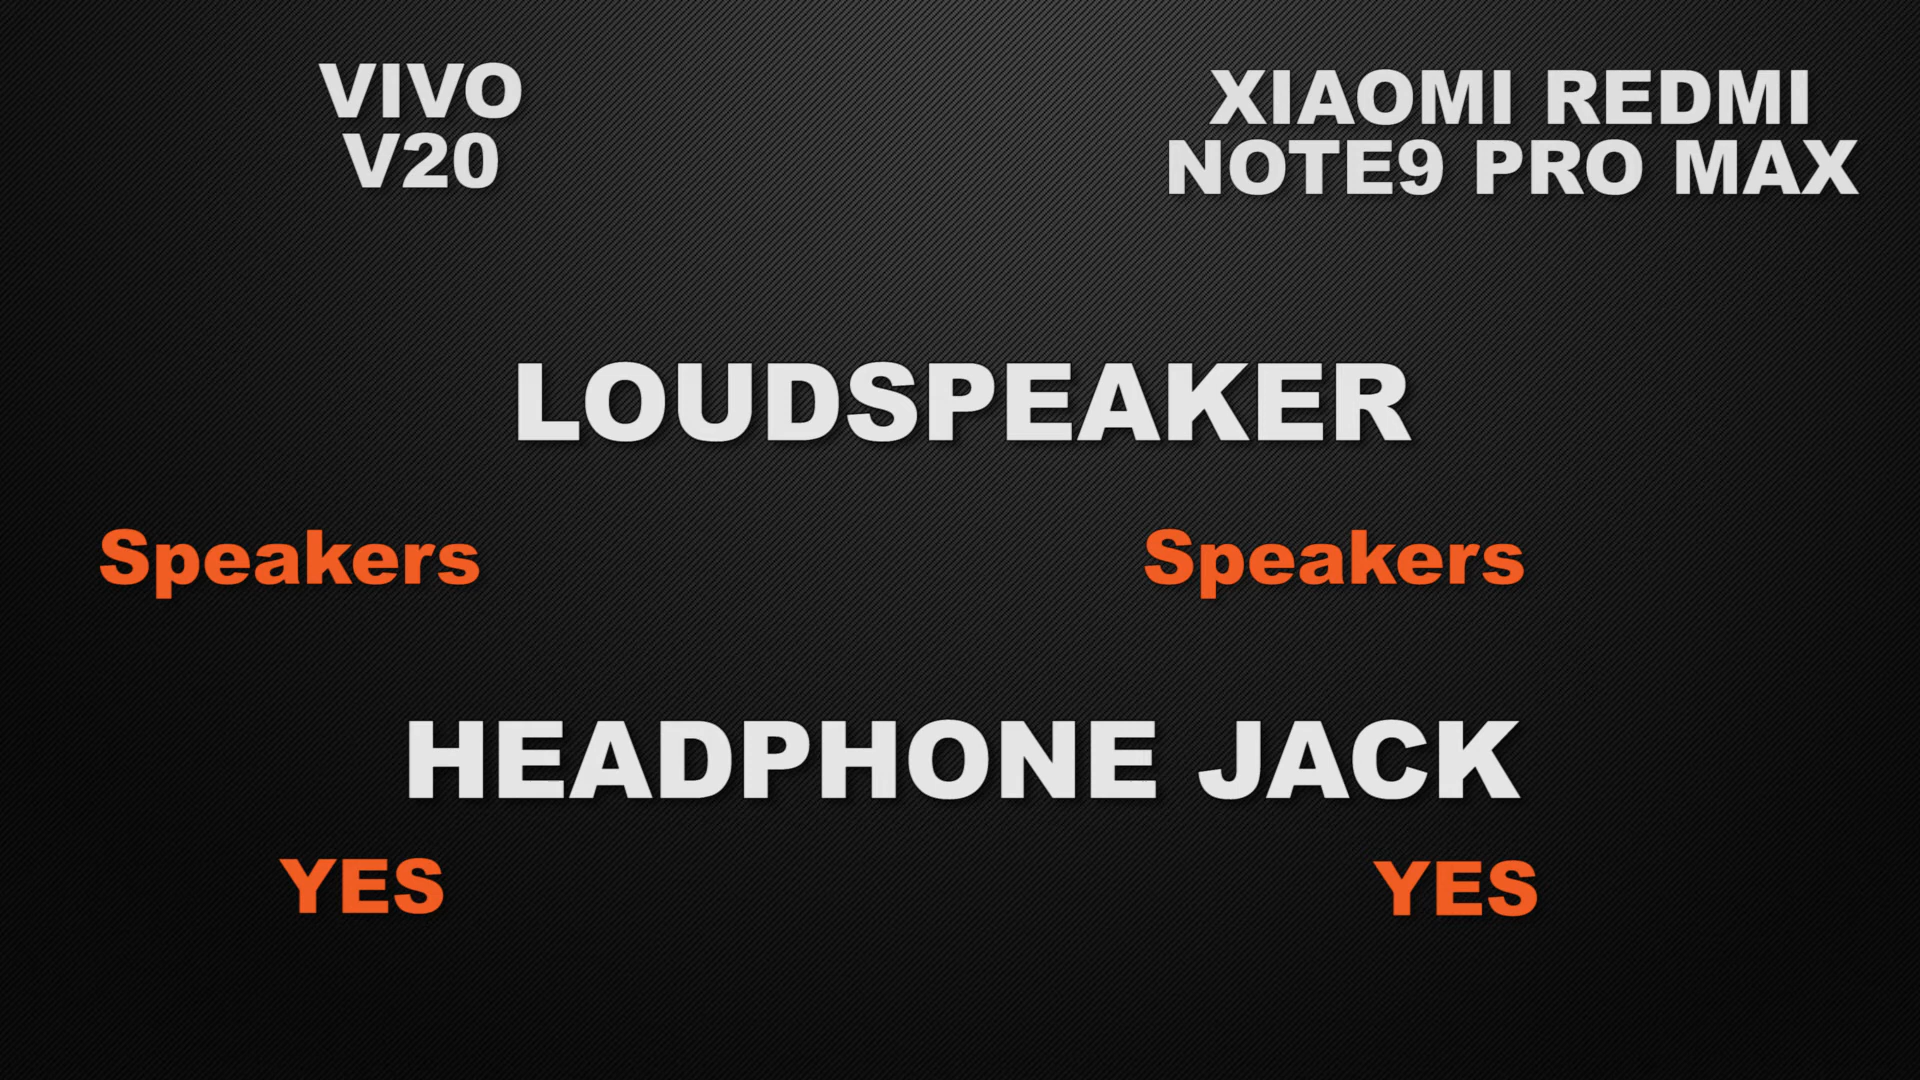 VIVO
V20
XIAOMI REDMI
NOTE9 PRO MAX
LOUDSPEAKER
Speakers
Speakers
HEADPHONE JACK
YES
YES